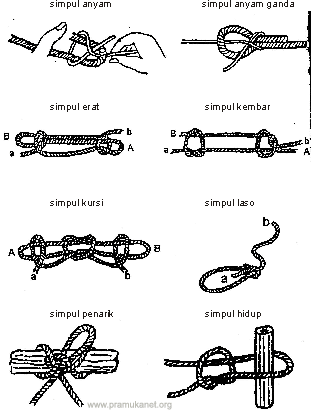 simpul anyam
simpul anyam ganda
simpul erat
simpul kembar
B
b
a
A
B
b
a
A
simpul kursi
simpul laso
A
B
a
b
b
a
simpul penarik
simpul hidup
www.pramukanet.org